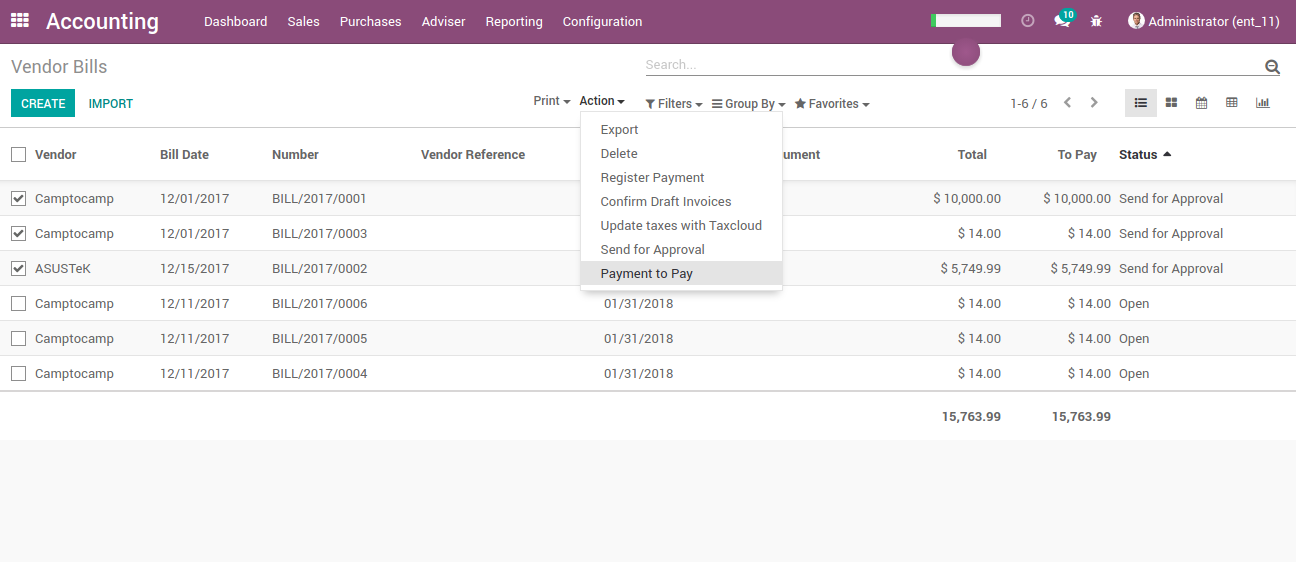 Accounting Dashboard Sales Purchases Adviser Reporting Configuration 10 Administrator (ent_11)
Vendor Bills Search...
CREATE IMPORT Print Action Filters Group By Favorites 1-6 / 6
Export
Delete
Register Payment
Confirm Draft Invoices
Update taxes with Taxcloud
Send for Approval
Payment to Pay
Vendor Bill Date Number Vendor Reference ument Total To Pay Status
Camptocamp 12/01/2017 BILL/2017/0001 $ 10,000.00 $ 10,000.00 Send for Approval
Camptocamp 12/01/2017 BILL/2017/0003 $ 14.00 $ 14.00 Send for Approval
ASUSTeK 12/15/2017 BILL/2017/0002 $ 5,749.99 $ 5,749.99 Send for Approval
Camptocamp 12/11/2017 BILL/2017/0006 01/31/2018 $ 14.00 $ 14.00 Open
Camptocamp 12/11/2017 BILL/2017/0005 01/31/2018 $ 14.00 $ 14.00 Open
Camptocamp 12/11/2017 BILL/2017/0004 01/31/2018 $ 14.00 $ 14.00 Open
15,763.99 15,763.99